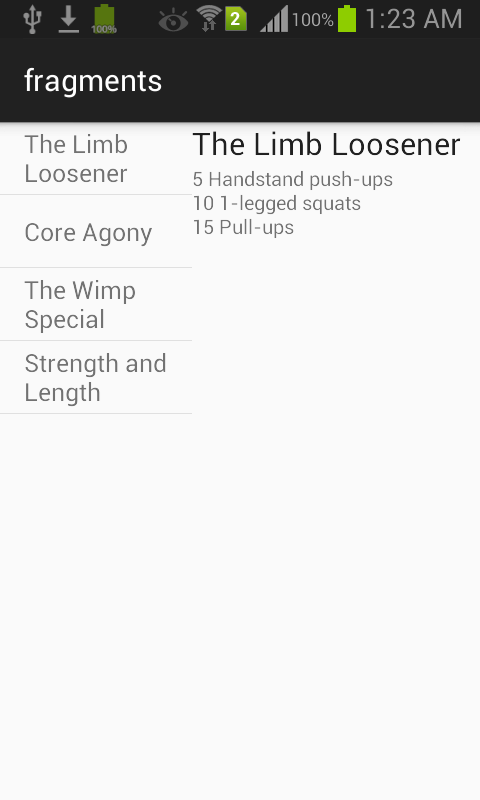 100%
2
100%
1:23 AM
fragments
The Limb
Loosener
Core Agony
The Wimp
Special
Strength and
Length
The Limb Loosener
5 Handstand push-ups
10 1-legged squats
15 Pull-ups